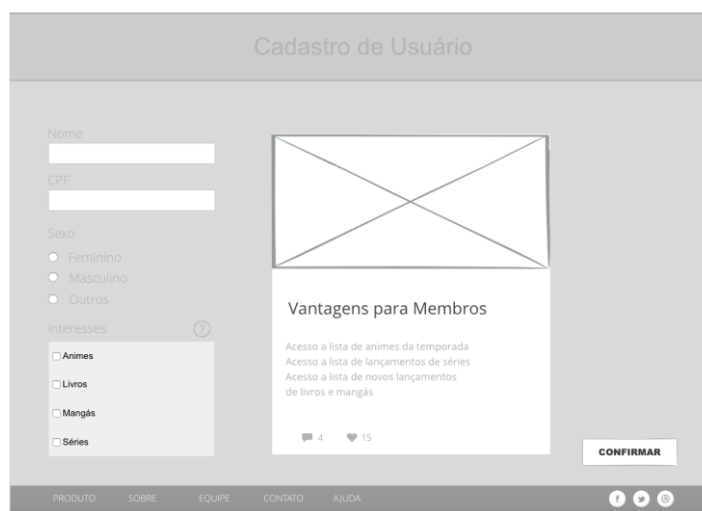 Cadastro de Usuário
Nome
CPF
Sexo
Feminino
Masculino
Outros
Interesses ?
Animes
Livros
Mangás
Séries
Vantagens para Membros
Acesso a lista de animes da temporada
Acesso a lista de lançamentos de séries
Acesso a lista de novos lançamentos
de livros e mangás
4 15
CONFIRMAR
PRODUTO SOBRE EQUIPE CONTATO AJUDA